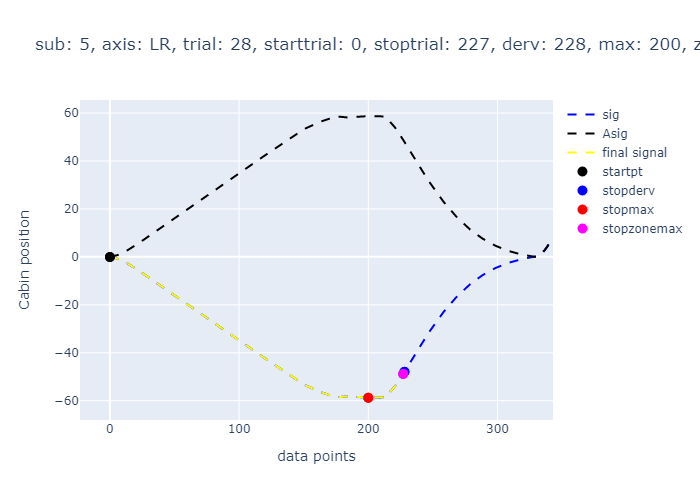 sub: 5, axis: LR, trial: 28, starttrial: 0, stoptrial: 227, derv: 228, max: 200, z
60
40
20
0
−20
−40
−60
Cabin position
0
100
200
300
data points
sig
Asig
final signal
startpt
stopderv
stopmax
stopzonemax